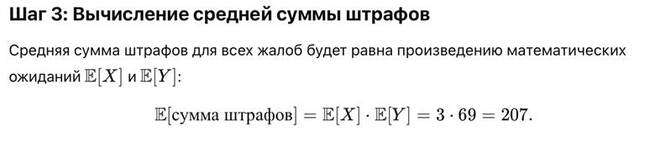 Шаг 3: Вычисление средней суммы штрафов
Средняя сумма штрафов для всех жалоб будет равна произведению математических
ожиданий 𝔼[X] и 𝔼[Y]:
𝔼[сумма штрафов] = 𝔼[X] · 𝔼[Y] = 3 · 69 = 207.